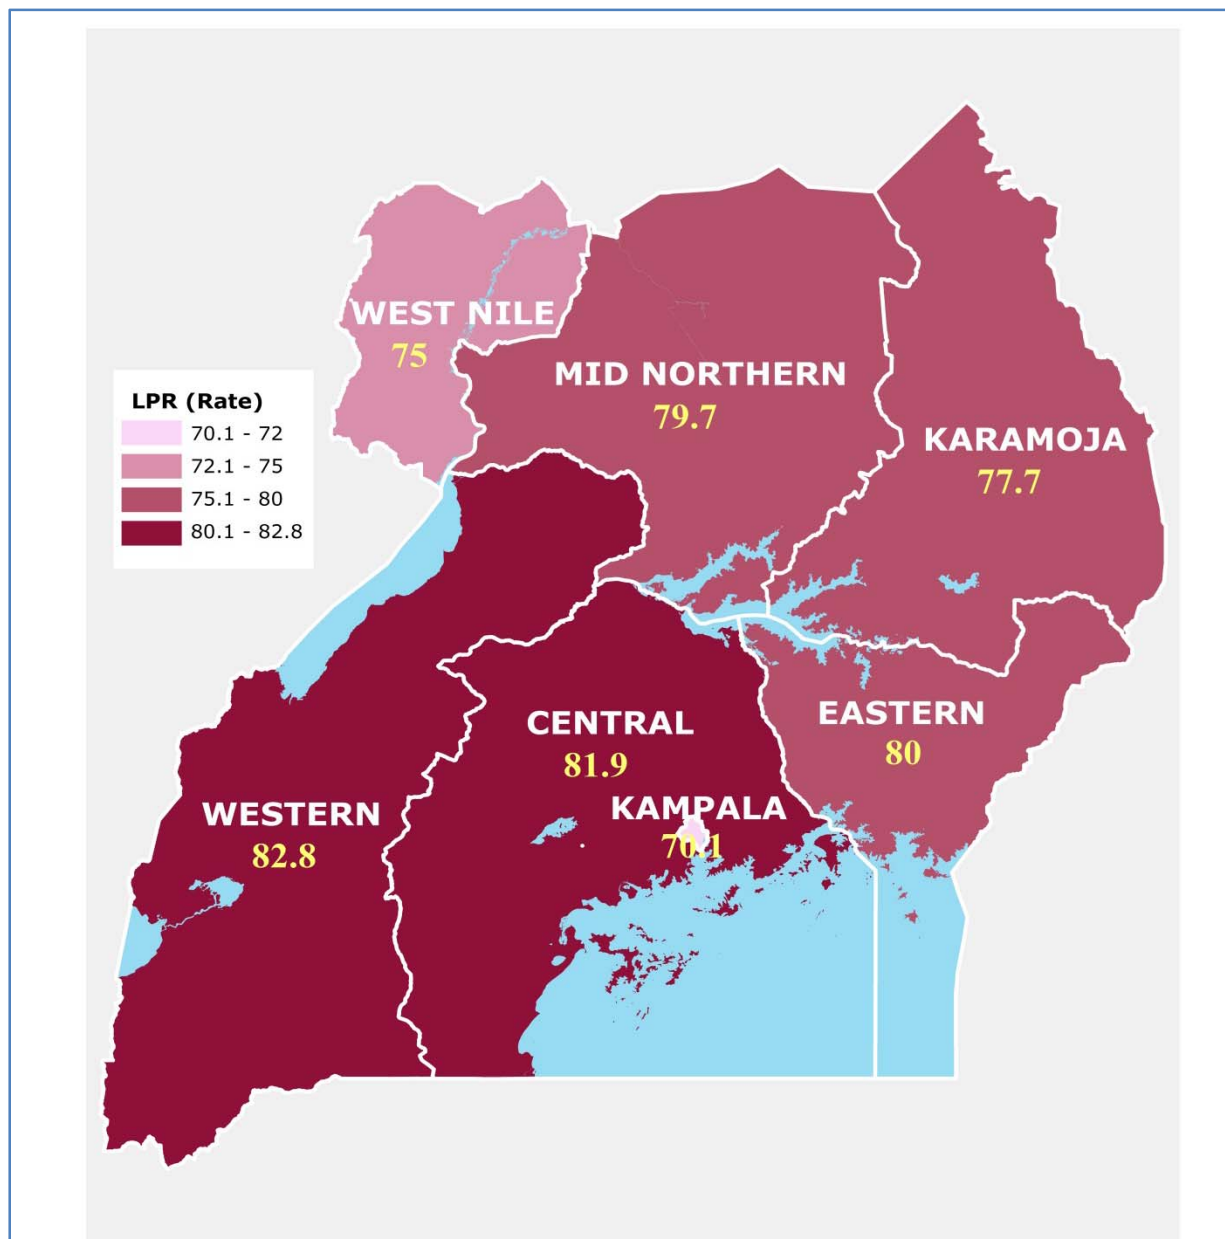 WEST NILE
75
MID NORTHERN
79.7
KARAMOJA
77.7
LPR (Rate)
70.1 - 72
72.1 - 75
75.1 - 80
80.1 - 82.8
CENTRAL
81.9
EASTERN
80
WESTERN
82.8
KAMPALA
70.1